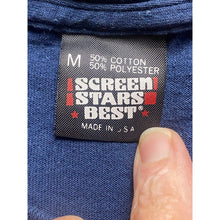 M 50% COTTON
50% POLYESTER
SCREEN
STARS
BEST
MADE IN U.S.A